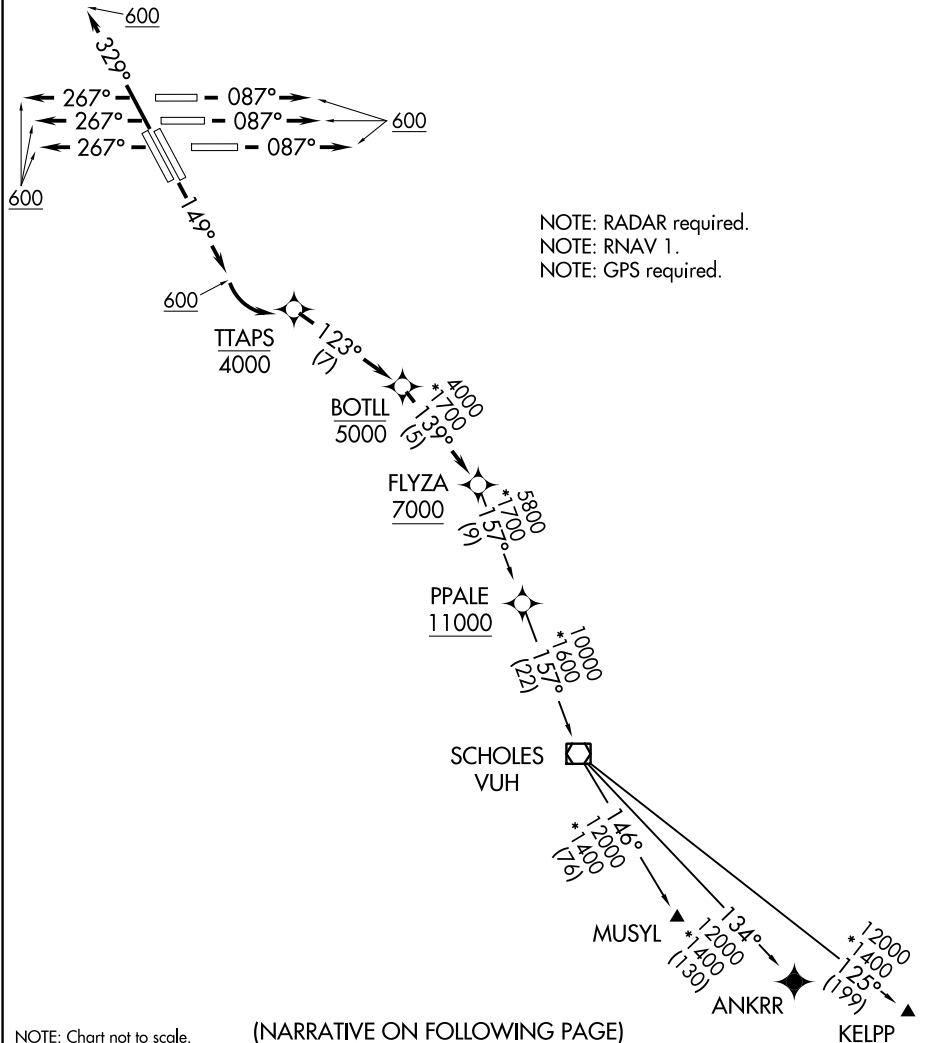 600
329°
267° 087°
267° 087°
267° 087°
600
600
149°
NOTE: RADAR required.
NOTE: RNAV 1.
NOTE: GPS required.
600
TTAPS
4000
123°
(7)
BOTLL
5000
4000
*1700
139°
(5)
FLYZA
7000
5800
*1700
157°
(9)
PPALE
11000
10000
*1600
157°
(22)
SCHOLES
VUH
146°
12000
*1400
(76)
MUSYL
134°
12000
*1400
(130)
ANKRR
12000
*1400
125°
(199)
KELPP
NOTE: Chart not to scale.
(NARRATIVE ON FOLLOWING PAGE)